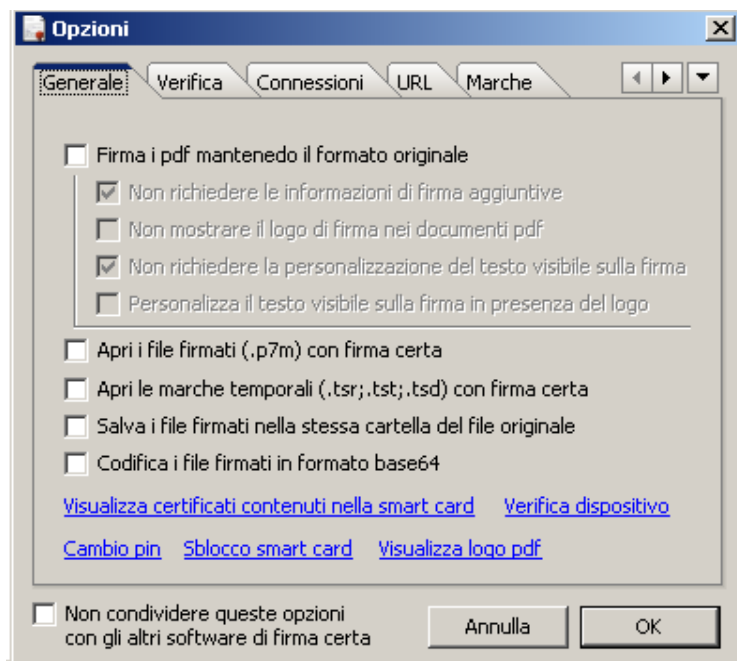 Opzioni
Generale Verifica Connessioni URL Marche
Firma i pdf mantenedo il formato originale
Non richiedere le informazioni di firma aggiuntive
Non mostrare il logo di firma nei documenti pdf
Non richiedere la personalizzazione del testo visibile sulla firma
Personalizza il testo visibile sulla firma in presenza del logo
Apri i file firmati (.p7m) con firma certa
Apri le marche temporali (.tsr;.tst;.tsd) con firma certa
Salva i file firmati nella stessa cartella del file originale
Codifica i file firmati in formato base64
Visualizza certificati contenuti nella smart card Verifica dispositivo
Cambio pin Sblocco smart card Visualizza logo pdf
Non condividere queste opzioni
con gli altri software di firma certa
Annulla OK